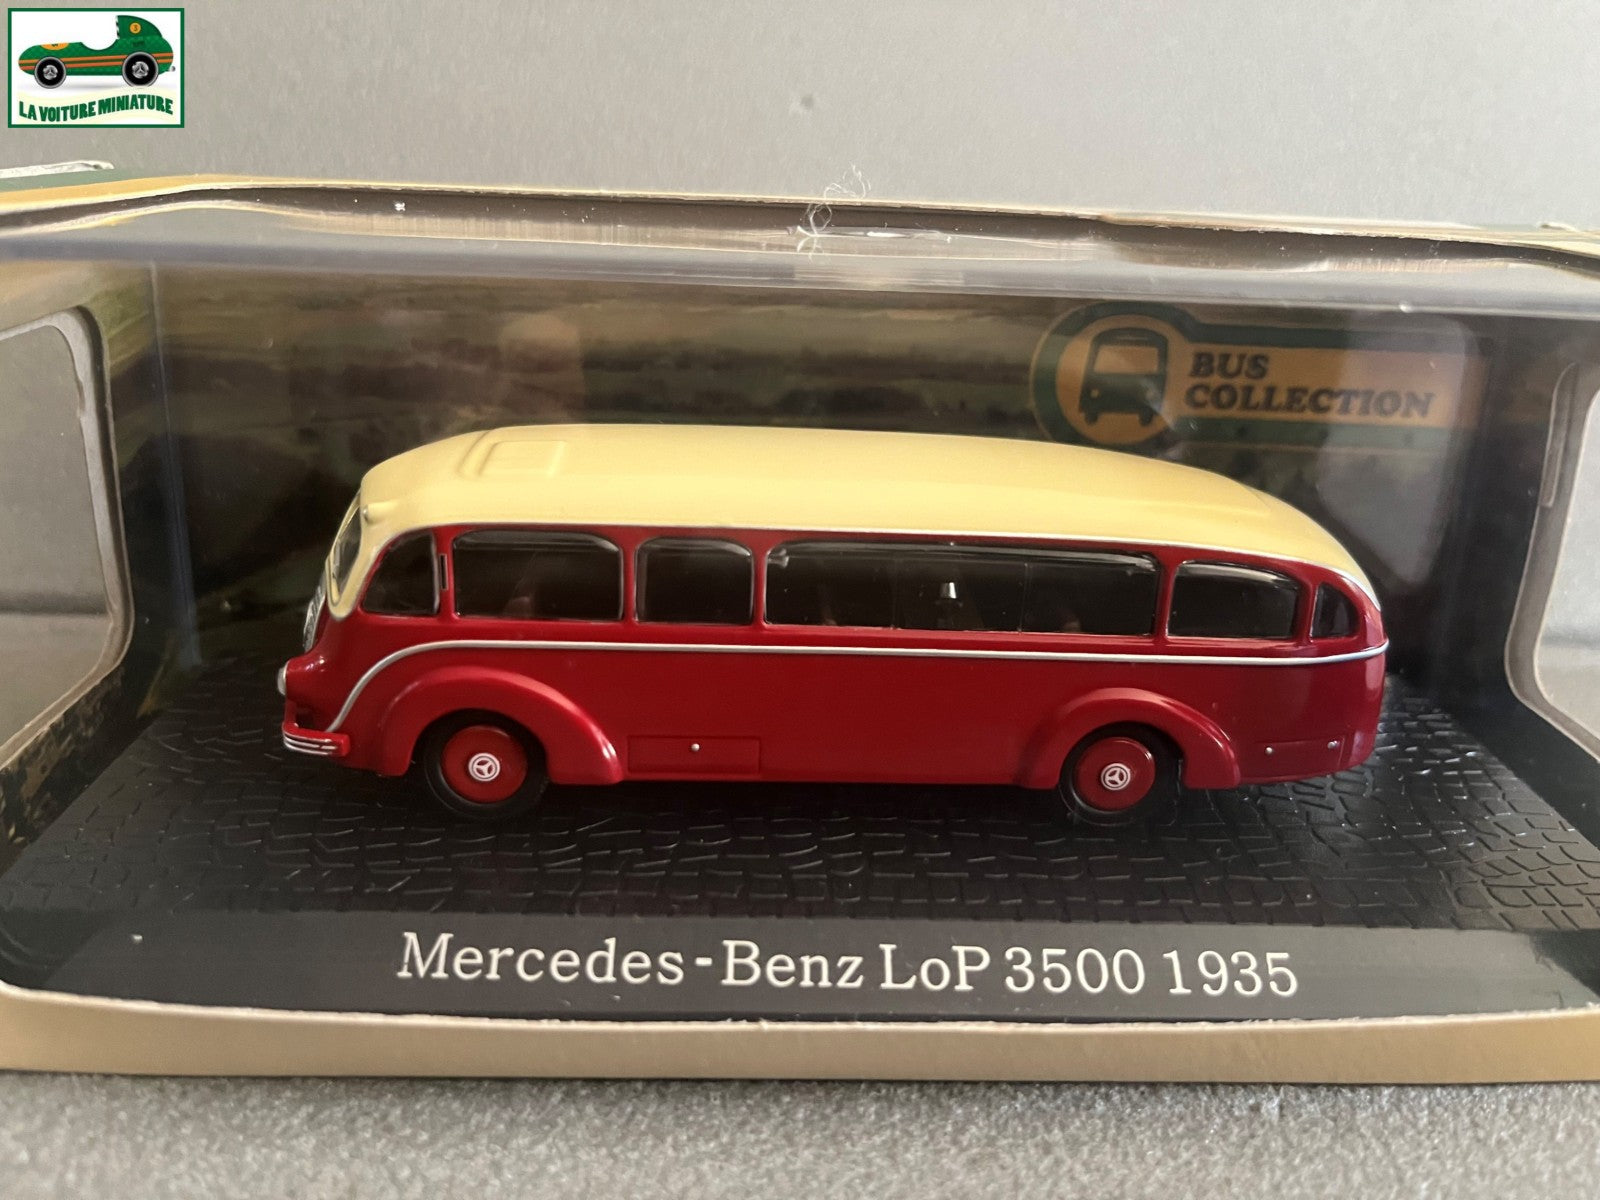 LA VOITURE MINIATURE
BUS
COLLECTION
Mercedes-Benz LoP 3500 1935